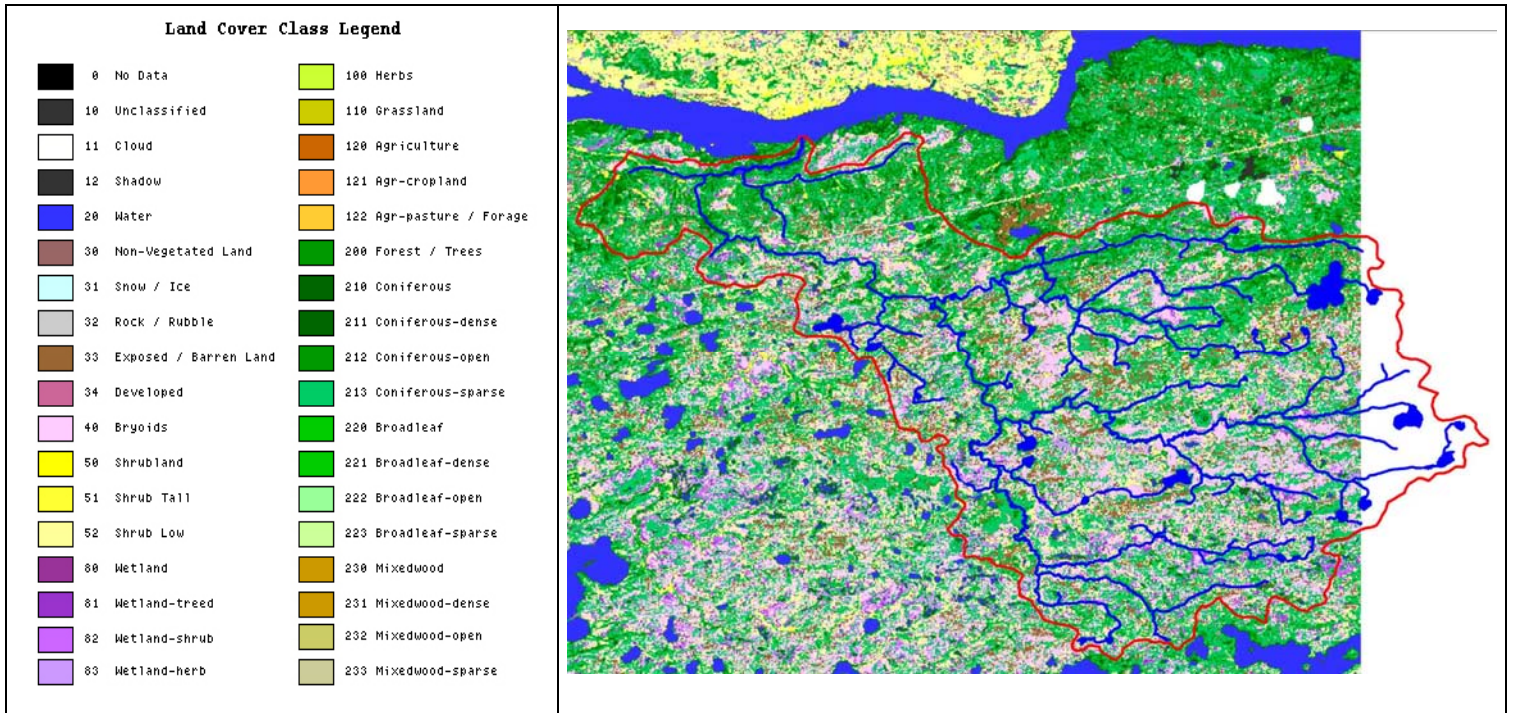 Land Cover Class Legend
0 No Data
10 Unclassified
11 Cloud
12 Shadow
20 Water
30 Non-Vegetated Land
31 Snow / Ice
32 Rock / Rubble
33 Exposed / Barren Land
34 Developed
40 Bryoids
50 Shrubland
51 Shrub Tall
52 Shrub Low
80 Wetland
81 Wetland-treed
82 Wetland-shrub
83 Wetland-herb
100 Herbs
110 Grassland
120 Agriculture
121 Agr-cropland
122 Agr-pasture / Forage
200 Forest / Trees
210 Coniferous
211 Coniferous-dense
212 Coniferous-open
213 Coniferous-sparse
220 Broadleaf
221 Broadleaf-dense
222 Broadleaf-open
223 Broadleaf-sparse
230 Mixedwood
231 Mixedwood-dense
232 Mixedwood-open
233 Mixedwood-sparse